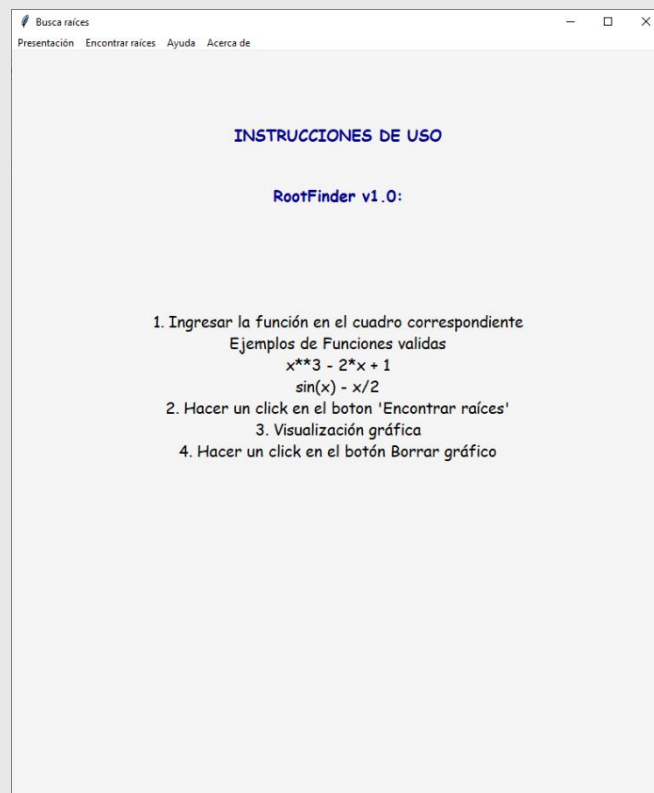 Busca raíces
Presentación Encontrar raíces Ayuda Acerca de
INSTRUCCIONES DE USO
RootFinder v1.0:
1. Ingresar la función en el cuadro correspondiente
Ejemplos de Funciones validas
x**3 - 2*x + 1
sin(x) - x/2
2. Hacer un click en el boton 'Encontrar raíces'
3. Visualización gráfica
4. Hacer un click en el botón Borrar gráfico